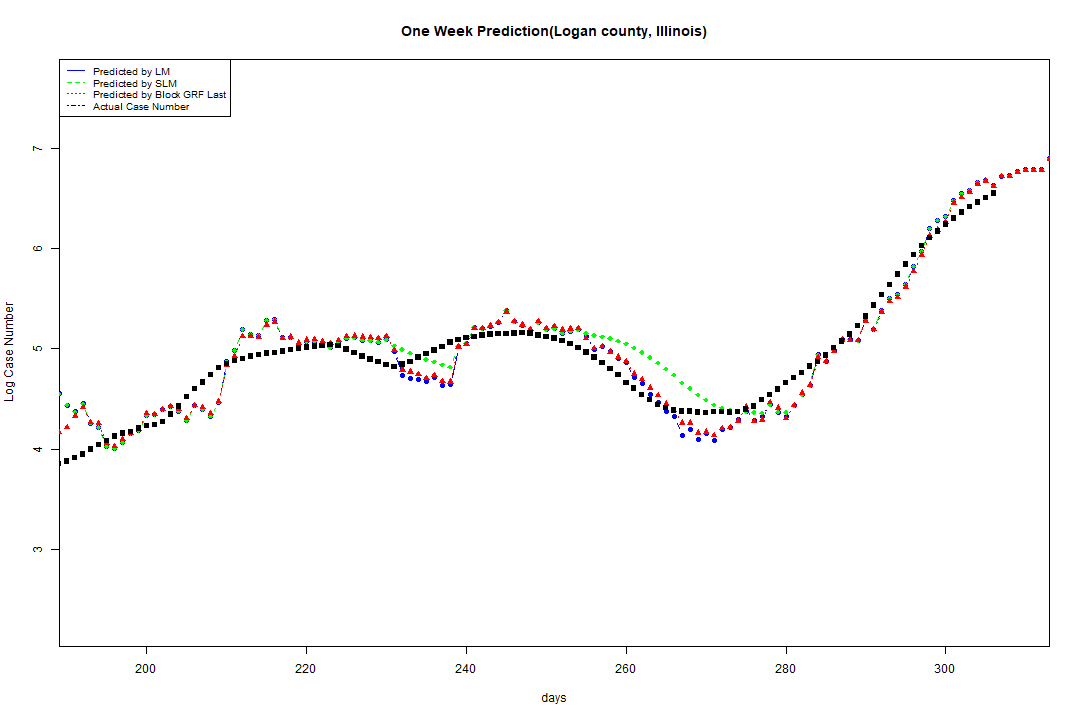 One Week Prediction(Logan county, Illinois)
Predicted by LM
Predicted by SLM
Predicted by Block GRF Last
Actual Case Number
7
6
5
4
3
Log Case Number
200 220 240 260 280 300
days